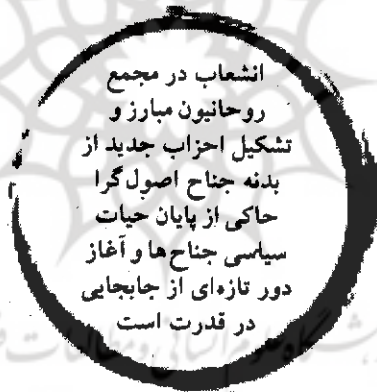 انشعاب در مجمع
روحانیون مبارز و
تشکیل احزاب جدید از
بدنه جناح اصول‌گرا
حاکی از پایان حیات
سیاسی جناح‌ها و آغاز
دور تازه‌ای از جابجایی
در قدرت است